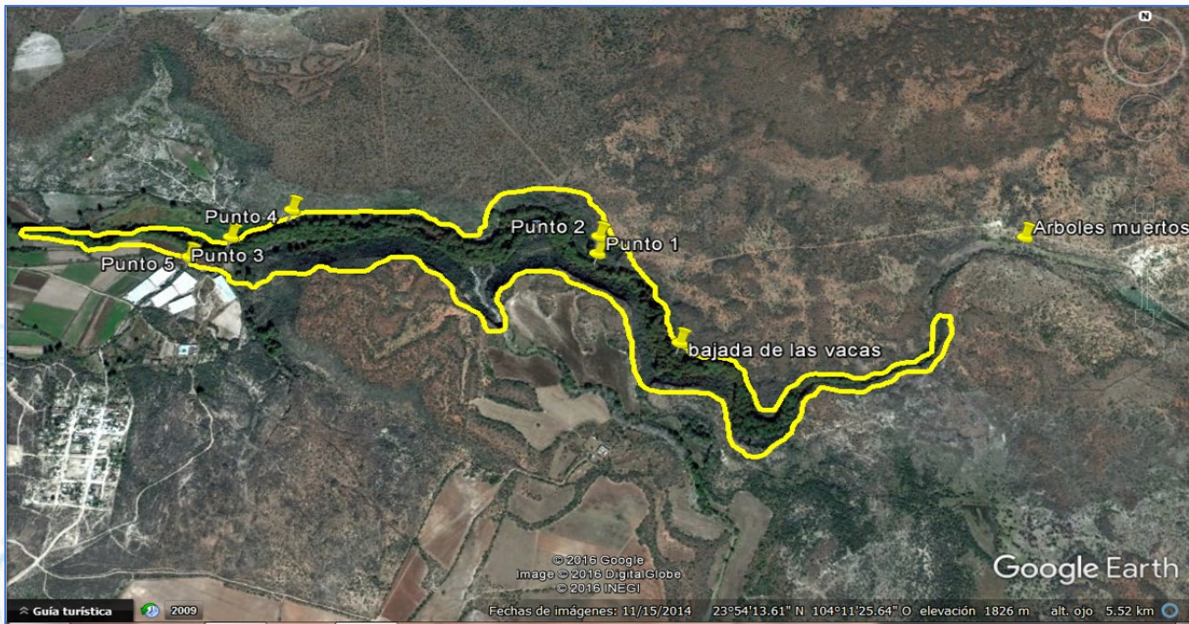 N
Punto 4
Punto 2
Punto 1
Arboles muertos
Punto 3
Punto 5
bajada de las vacas
© 2016 Google
Image © 2016 DigitalGlobe
© 2016 INEGI
Google Earth
Guía turística
2009
Fechas de imágenes: 11/15/2014 23°54'13.61" N 104°11'25.64" O elevación 1826 m alt. ojo 5.52 km